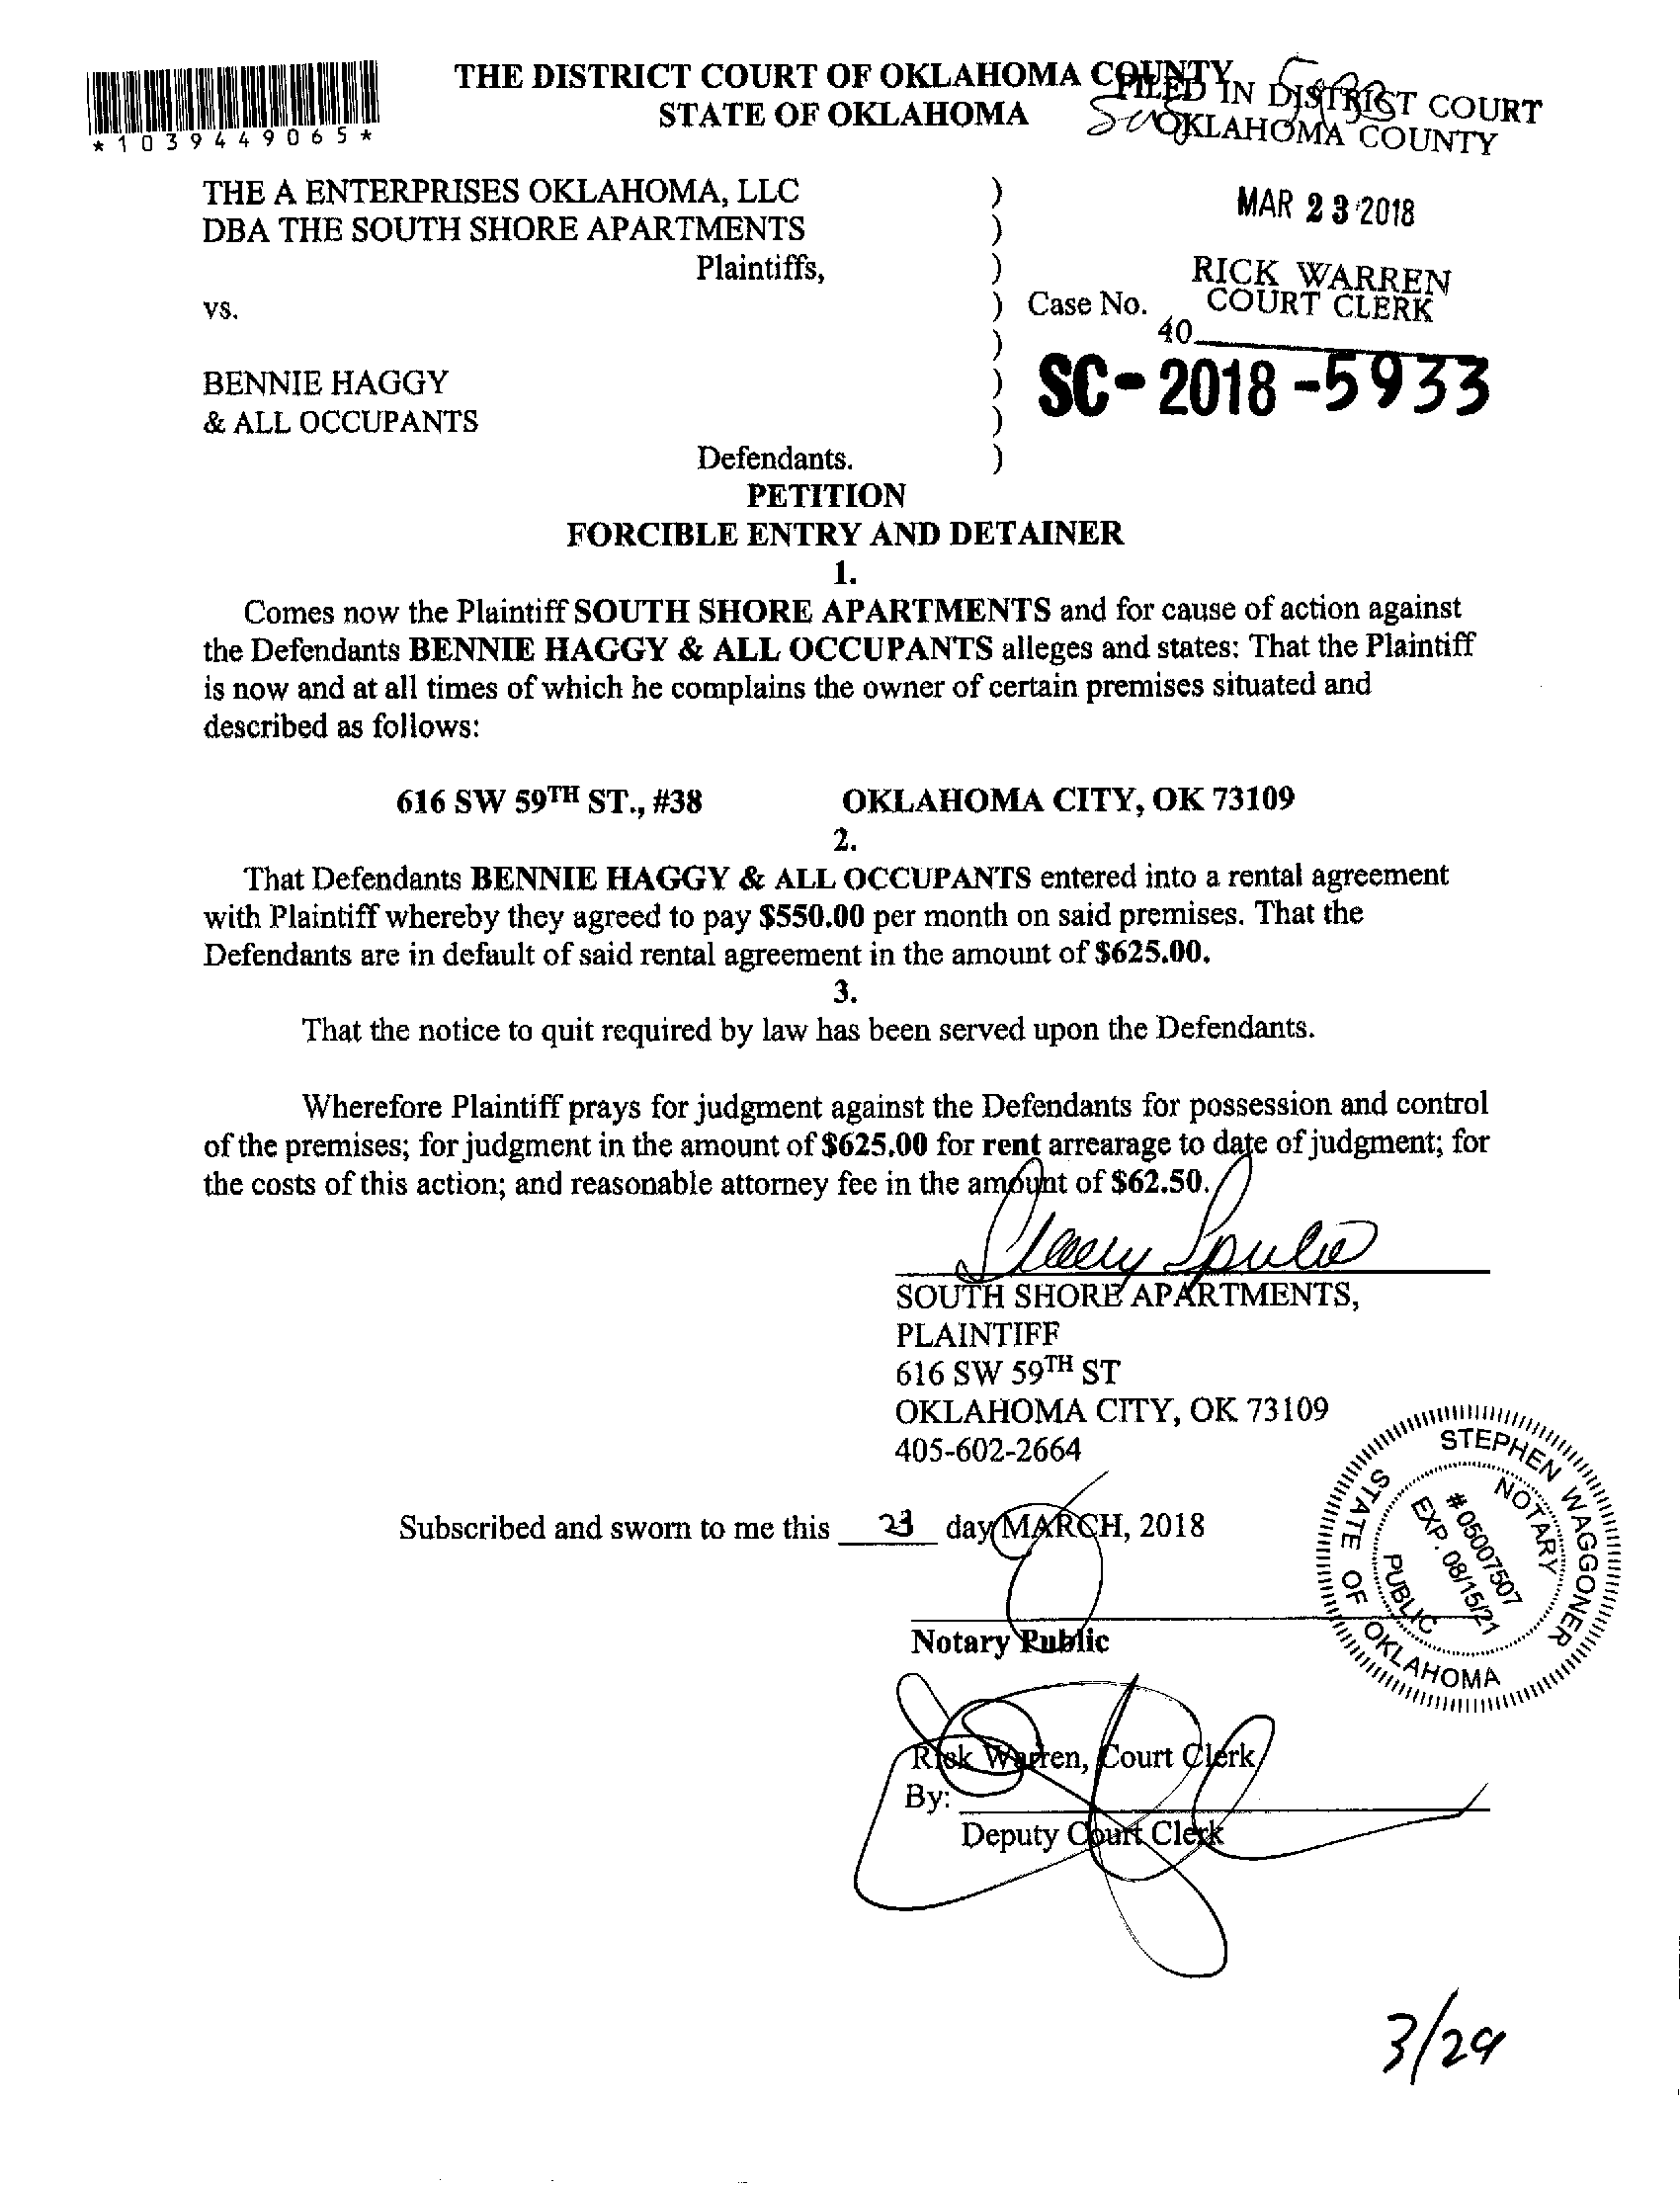 THE DISTRICT COURT OF OKLAHOMA COUNTY
STATE OF OKLAHOMA
FILED IN DISTRICT COURT
OKLAHOMA COUNTY
*1039449065*
MAR 23 2018
RICK WARREN
COURT CLERK
40
THE A ENTERPRISES OKLAHOMA, LLC )
DBA THE SOUTH SHORE APARTMENTS )
Plaintiffs, )
vs. ) Case No.
)
SC-2018-5933
BENNIE HAGGY )
& ALL OCCUPANTS )
Defendants. )
PETITION
FORCIBLE ENTRY AND DETAINER
1.
Comes now the Plaintiff SOUTH SHORE APARTMENTS and for cause of action against
the Defendants BENNIE HAGGY & ALL OCCUPANTS alleges and states: That the Plaintiff
is now and at all times of which he complains the owner of certain premises situated and
described as follows:
616 SW 59TH ST., #38 OKLAHOMA CITY, OK 73109
2.
That Defendants BENNIE HAGGY & ALL OCCUPANTS entered into a rental agreement
with Plaintiff whereby they agreed to pay $550.00 per month on said premises. That the
Defendants are in default of said rental agreement in the amount of $625.00.
3.
That the notice to quit required by law has been served upon the Defendants.
Wherefore Plaintiff prays for judgment against the Defendants for possession and control
of the premises; for judgment in the amount of $625.00 for rent arrearage to date of judgment; for
the costs of this action; and reasonable attorney fee in the amount of $62.50.
SOUTH SHORE APARTMENTS,
PLAINTIFF
616 SW 59TH ST
OKLAHOMA CITY, OK 73109
405-602-2664
Subscribed and sworn to me this 23 day MARCH, 2018
Notary Public
STEPHEN WAGGONER
NOTARY PUBLIC
# 05007507
EXP. 08/15/21
STATE OF OKLAHOMA
Rick Warren, Court Clerk
By:
Deputy Court Clerk
3/29